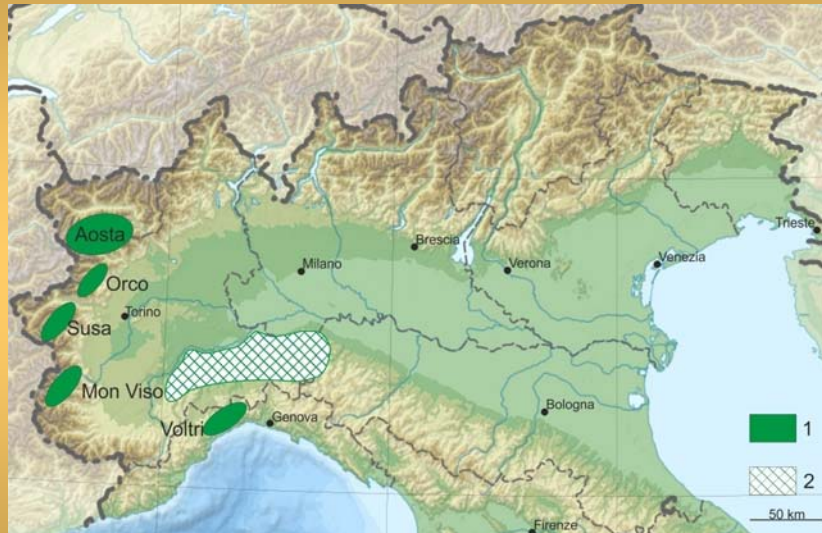 Aosta
Orco
Susa
Torino
Mon Viso
Voltri
Genova
Milano
Brescia
Verona
Venezia
Trieste
Bologna
Firenze
1
2
50 km